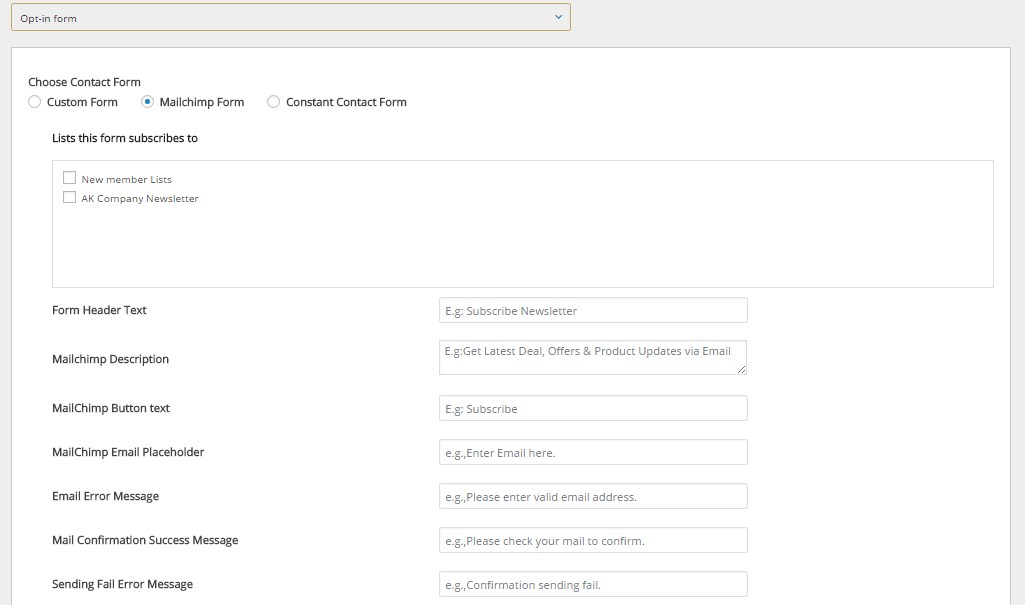 Opt-in form
Choose Contact Form
Custom Form Mailchimp Form Constant Contact Form
Lists this form subscribes to
New member Lists
AK Company Newsletter
Form Header Text E.g: Subscribe Newsletter
Mailchimp Description E.g:Get Latest Deal, Offers & Product Updates via Email
MailChimp Button text E.g: Subscribe
MailChimp Email Placeholder e.g.,Enter Email here.
Email Error Message e.g.,Please enter valid email address.
Mail Confirmation Success Message e.g.,Please check your mail to confirm.
Sending Fail Error Message e.g.,Confirmation sending fail.